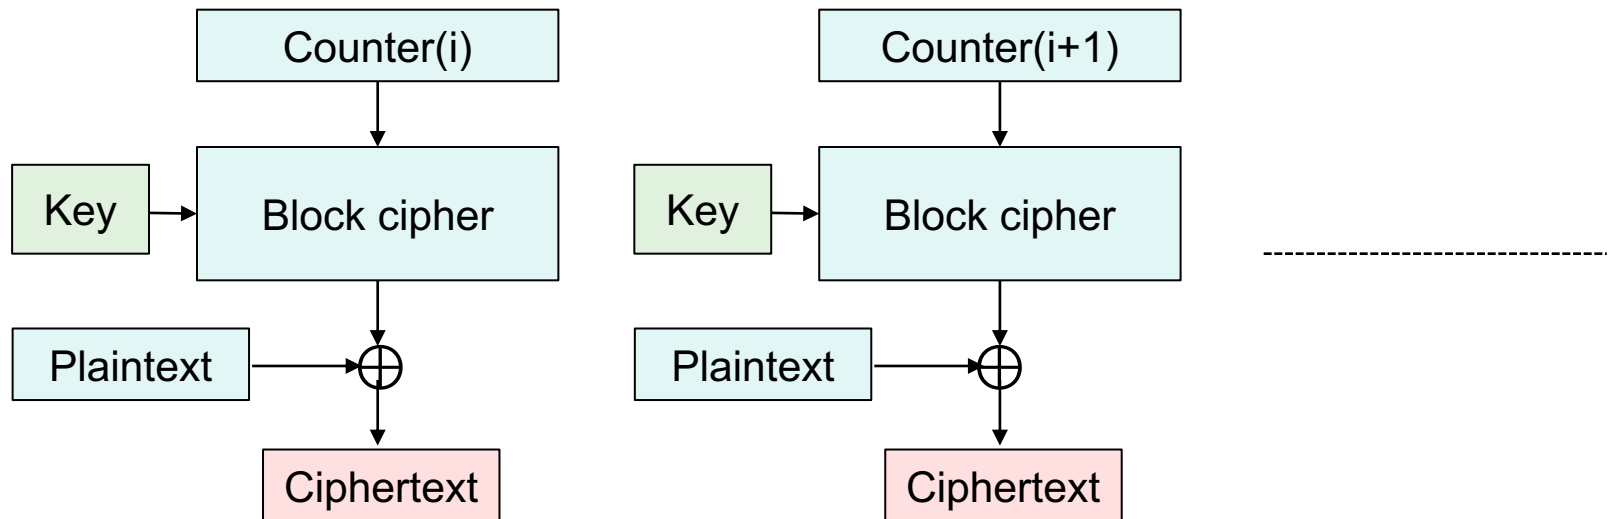 Counter(i)
Counter(i+1)
Key
Block cipher
Key
Block cipher
Plaintext
Plaintext
Ciphertext
Ciphertext